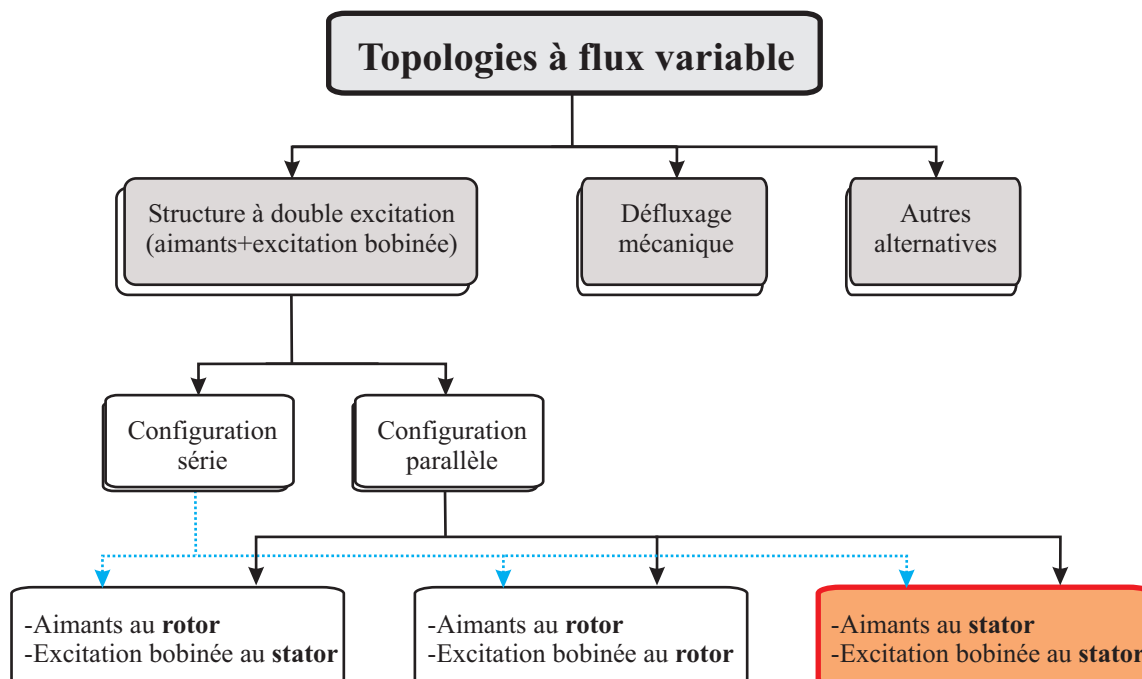 Topologies à flux variable
Structure à double excitation
(aimants+excitation bobinée)
Défluxage
mécanique
Autres
alternatives
Configuration
série
Configuration
parallèle
-Aimants au rotor
-Excitation bobinée au stator
-Aimants au rotor
-Excitation bobinée au rotor
-Aimants au stator
-Excitation bobinée au stator